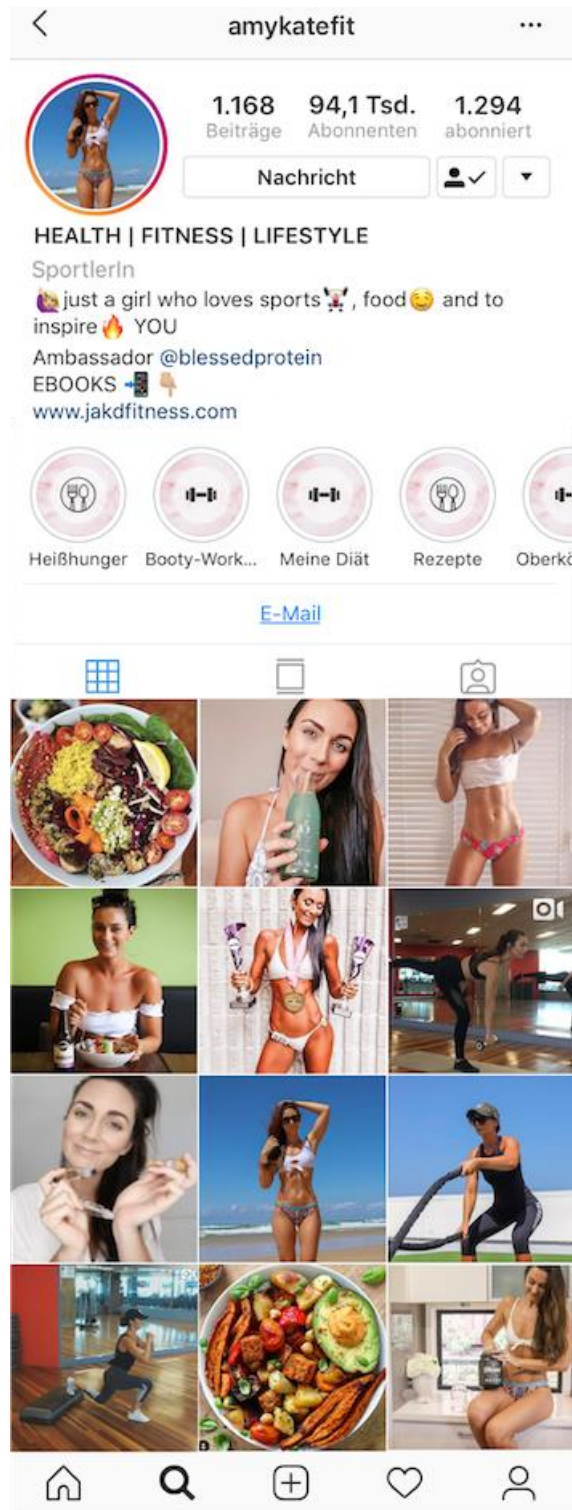 amykatefit
1.168 94,1 Tsd. 1.294
Beiträge Abonnenten abonniert
Nachricht
HEALTH | FITNESS | LIFESTYLE
SportlerIn
🙋🏼‍♀️just a girl who loves sports🏋🏼‍♀️, food😋 and to
inspire🔥 YOU
Ambassador @blessedprotein
EBOOKS 📲 👇🏼
www.jakdfitness.com
Heißhunger Booty-Work... Meine Diät Rezepte Oberkö
E-Mail